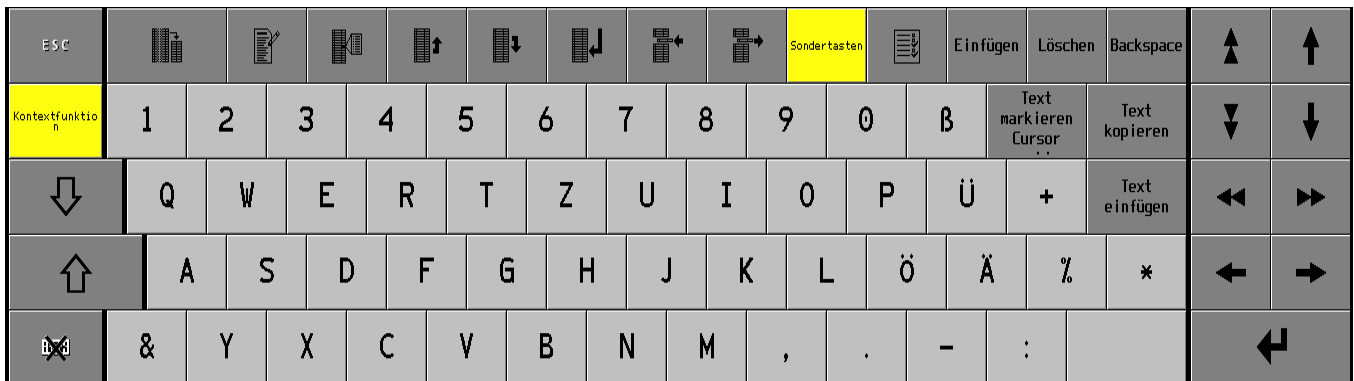 ESC Sondertasten Einfügen Löschen Backspace
Kontextfunktio
n
1 2 3 4 5 6 7 8 9 0 ß
Text
markieren
Cursor
Text
kopieren
Q W E R T Z U I O P Ü +
Text
einfügen
A S D F G H J K L Ö Ä % *
& Y X C V B N M , . - :